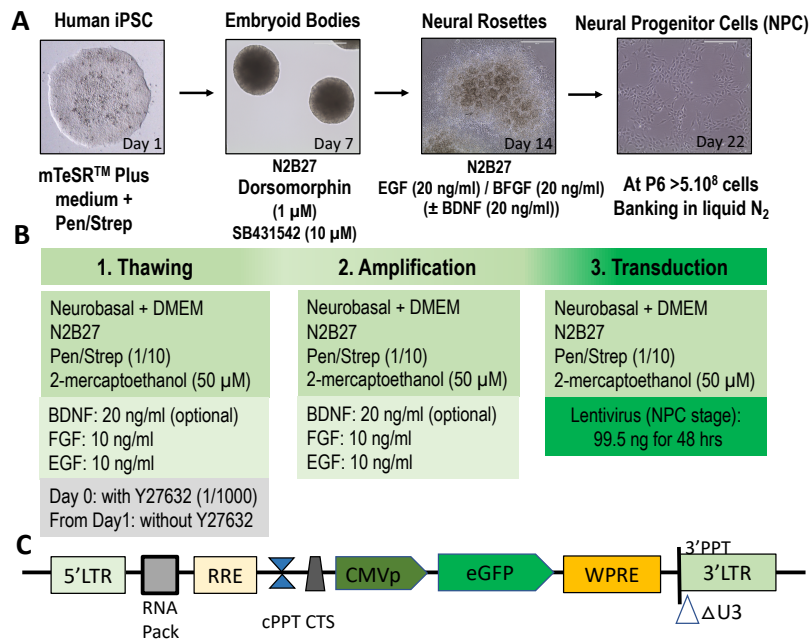 A
Human iPSC
Embryoid Bodies
Neural Rosettes
Neural Progenitor Cells (NPC)
Day 1
Day 7
Day 14
Day 22
mTeSR™ Plus
medium +
Pen/Strep
N2B27
Dorsomorphin
(1 µM)
SB431542 (10 µM)
N2B27
EGF (20 ng/ml) / BFGF (20 ng/ml)
(± BDNF (20 ng/ml))
At P6 >5.10⁸ cells
Banking in liquid N₂
B
1. Thawing
2. Amplification
3. Transduction
Neurobasal + DMEM
N2B27
Pen/Strep (1/10)
2-mercaptoethanol (50 µM)
BDNF: 20 ng/ml (optional)
FGF: 10 ng/ml
EGF: 10 ng/ml
Day 0: with Y27632 (1/1000)
From Day1: without Y27632
Neurobasal + DMEM
N2B27
Pen/Strep (1/10)
2-mercaptoethanol (50 µM)
BDNF: 20 ng/ml (optional)
FGF: 10 ng/ml
EGF: 10 ng/ml
Neurobasal + DMEM
N2B27
Pen/Strep (1/10)
2-mercaptoethanol (50 µM)
Lentivirus (NPC stage):
99.5 ng for 48 hrs
C
5'LTR
RNA
Pack
RRE
cPPT CTS
CMVp
eGFP
WPRE
3'PPT
3'LTR
△U3